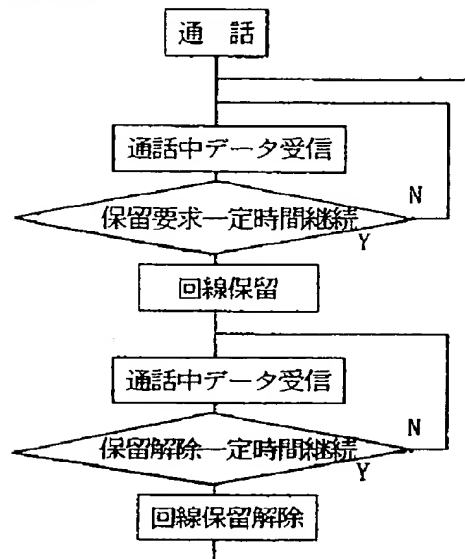 通 話
通話中データ受信
N
保留要求一定時間継続
Y
回線保留
通話中データ受信
N
保留解除一定時間継続
Y
回線保留解除